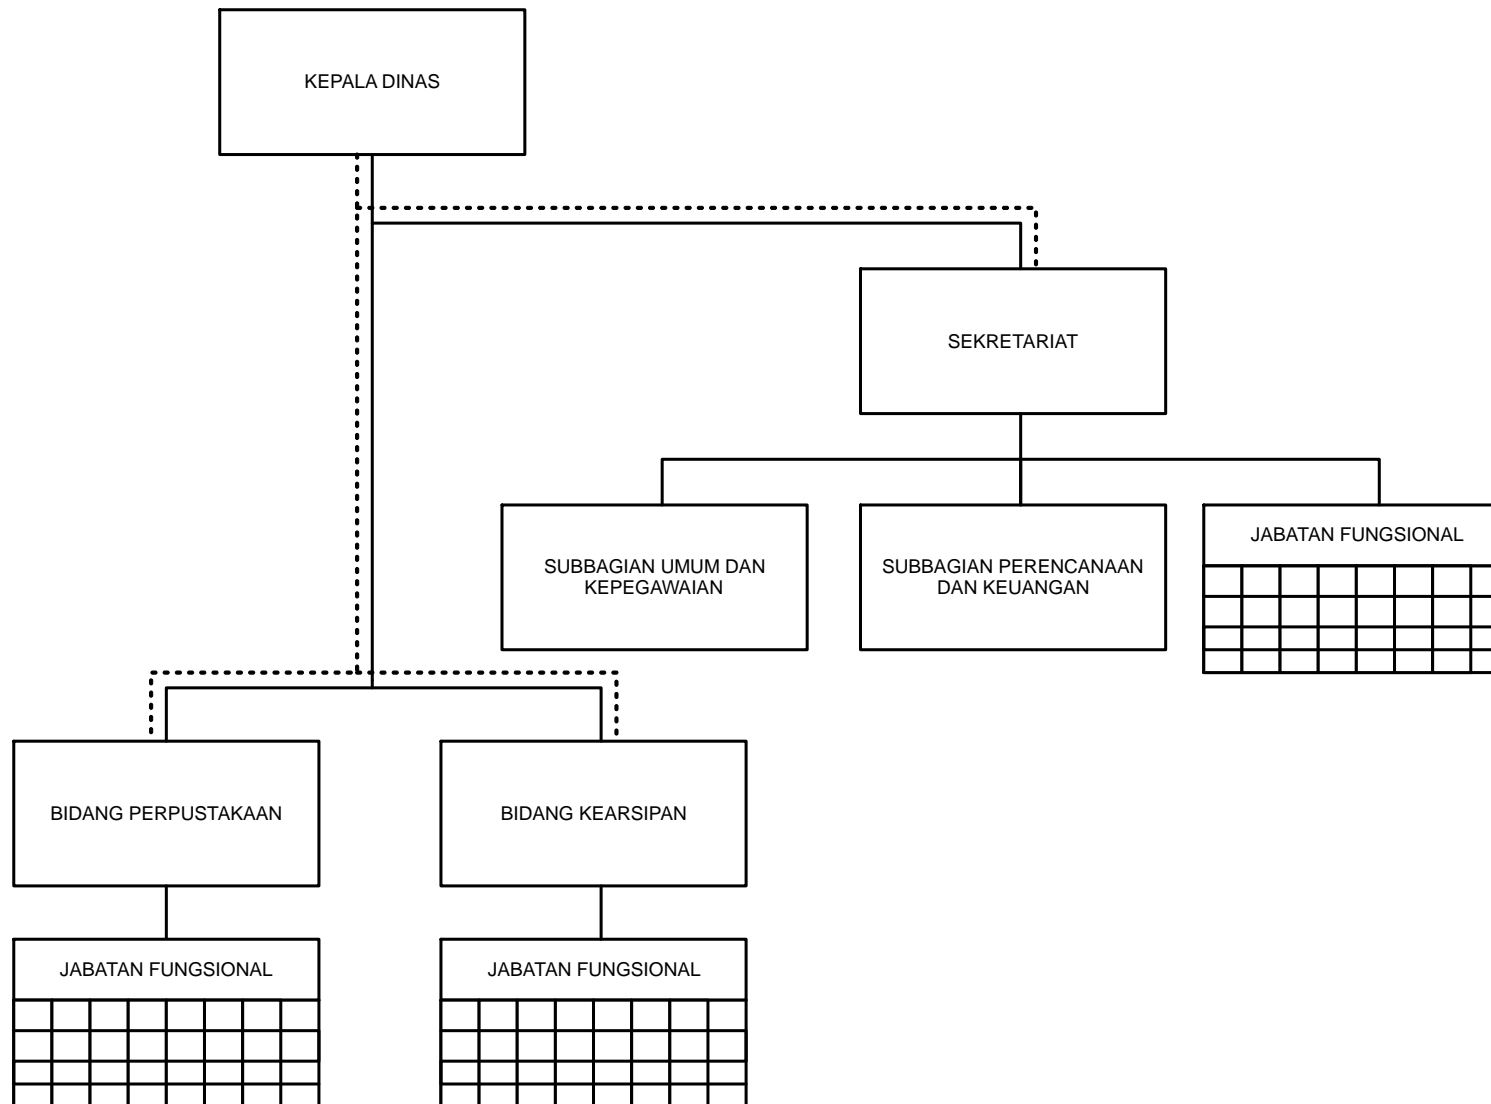 KEPALA DINAS
SEKRETARIAT
SUBBAGIAN UMUM DAN
KEPEGAWAIAN
SUBBAGIAN PERENCANAAN
DAN KEUANGAN
JABATAN FUNGSIONAL
BIDANG PERPUSTAKAAN
BIDANG KEARSIPAN
JABATAN FUNGSIONAL
JABATAN FUNGSIONAL